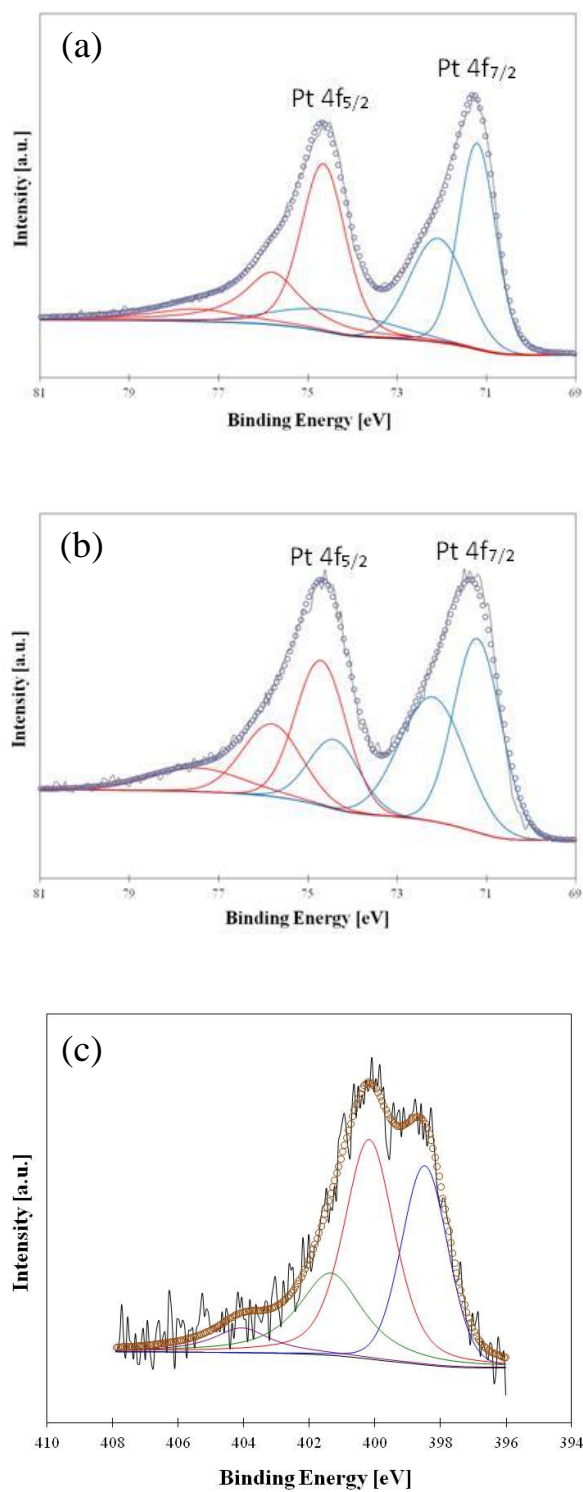 (a)
Pt 4f5/2
Pt 4f7/2
Intensity [a.u.]
81 79 77 75 73 71 69
Binding Energy [eV]
(b)
Pt 4f5/2
Pt 4f7/2
Intensity [a.u.]
81 79 77 75 73 71 69
Binding Energy [eV]
(c)
Intensity [a.u.]
410 408 406 404 402 400 398 396 394
Binding Energy [eV]